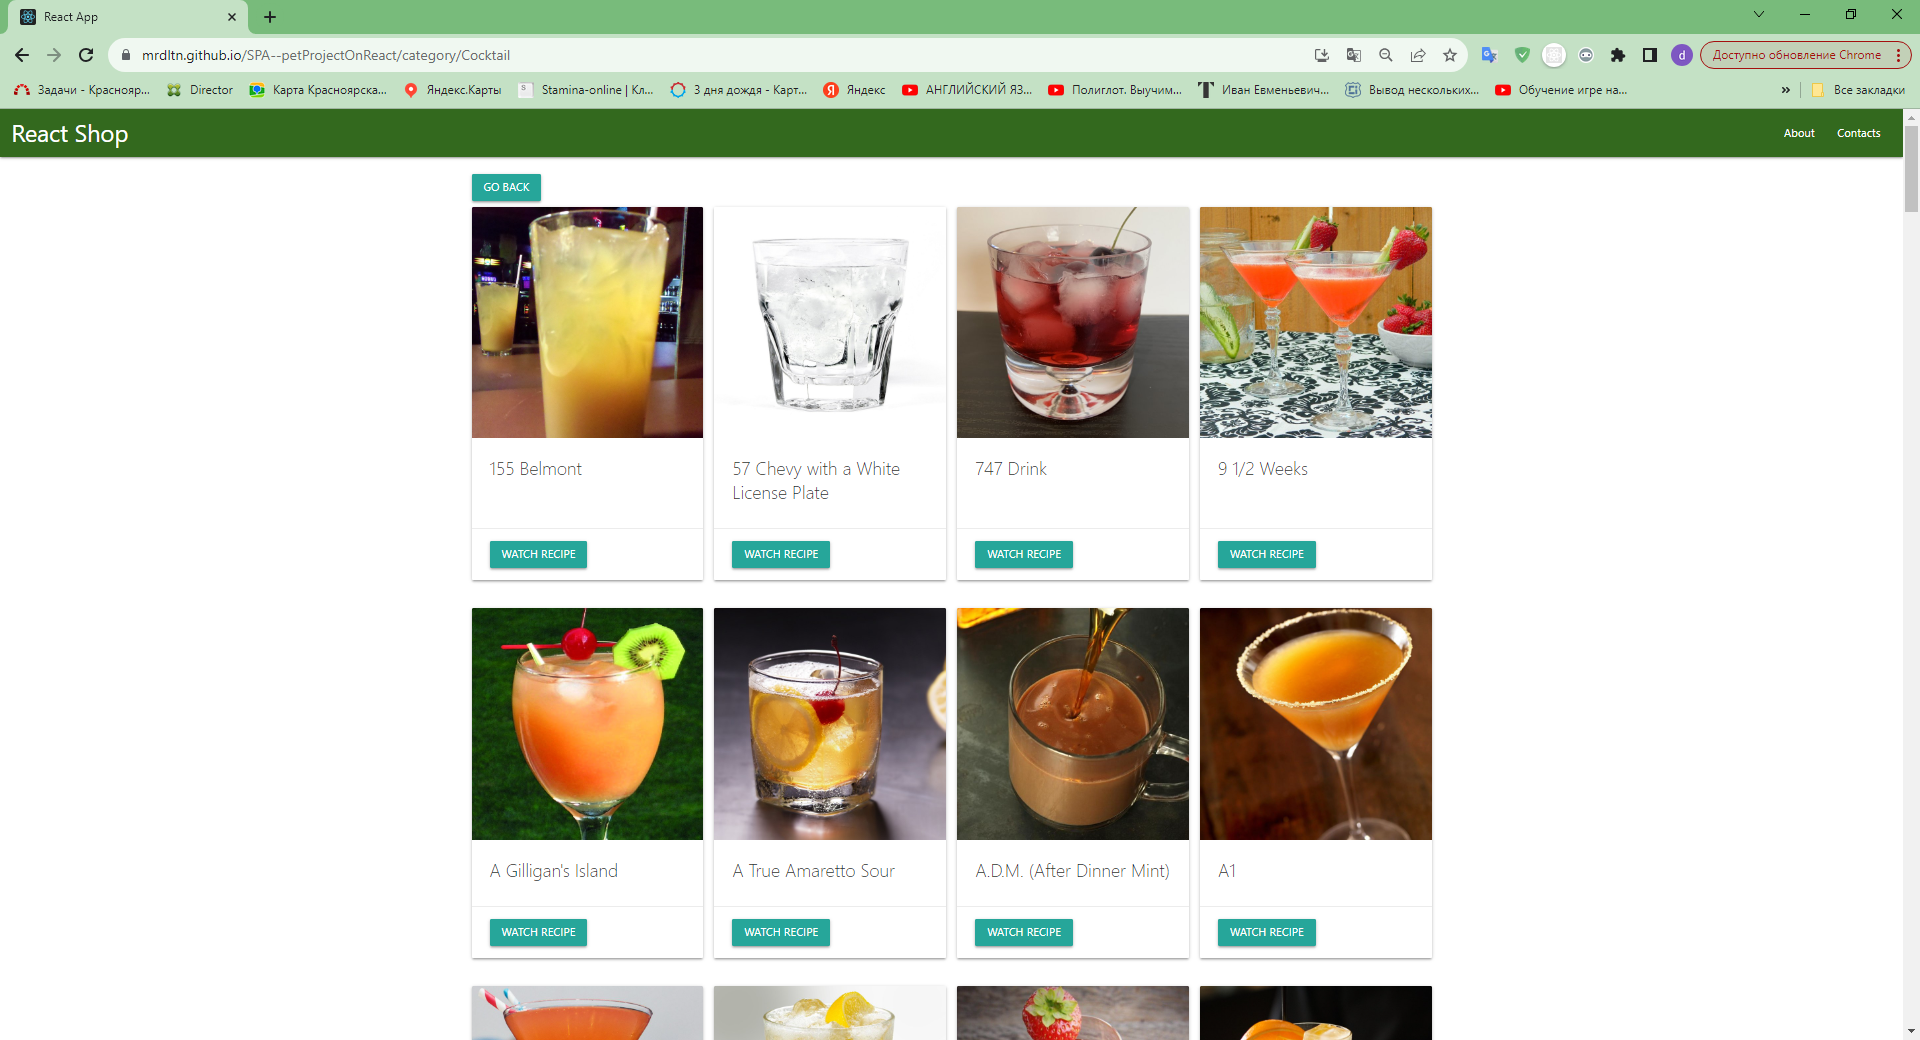 React App
mrdltn.github.io/SPA--petProjectOnReact/category/Cocktail
d
Доступно обновление Chrome
Задачи - Краснояр...
Director
Карта Красноярска...
Яндекс.Карты
Stamina-online | Кл...
3 дня дождя - Карт...
Яндекс
АНГЛИЙСКИЙ ЯЗ...
Полиглот. Выучим...
Иван Евменьевич...
Вывод нескольких...
Обучение игре на...
»
Все закладки
React Shop
About
Contacts
GO BACK
155 Belmont
57 Chevy with a White
License Plate
747 Drink
9 1/2 Weeks
WATCH RECIPE
WATCH RECIPE
WATCH RECIPE
WATCH RECIPE
A Gilligan's Island
A True Amaretto Sour
A.D.M. (After Dinner Mint)
A1
WATCH RECIPE
WATCH RECIPE
WATCH RECIPE
WATCH RECIPE